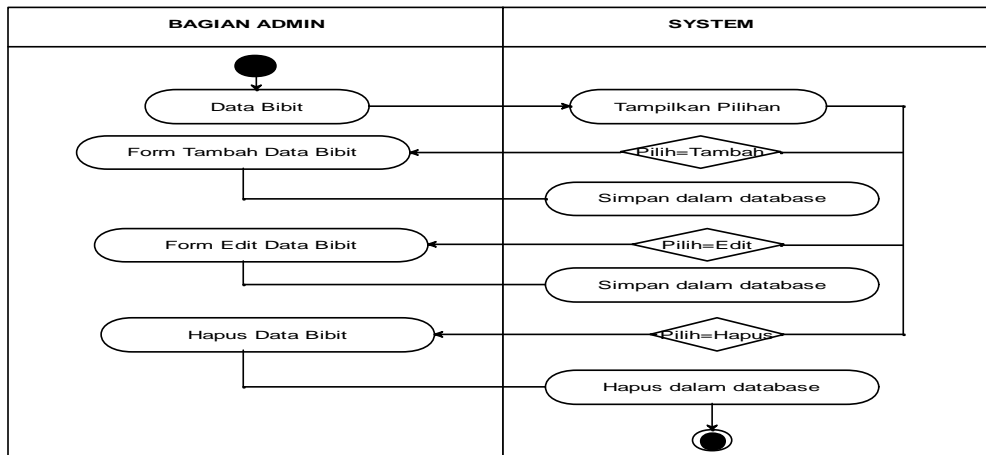 BAGIAN ADMIN
SYSTEM
Data Bibit
Tampilkan Pilihan
Form Tambah Data Bibit
Pilih=Tambah
Simpan dalam database
Form Edit Data Bibit
Pilih=Edit
Simpan dalam database
Hapus Data Bibit
Pilih=Hapus
Hapus dalam database